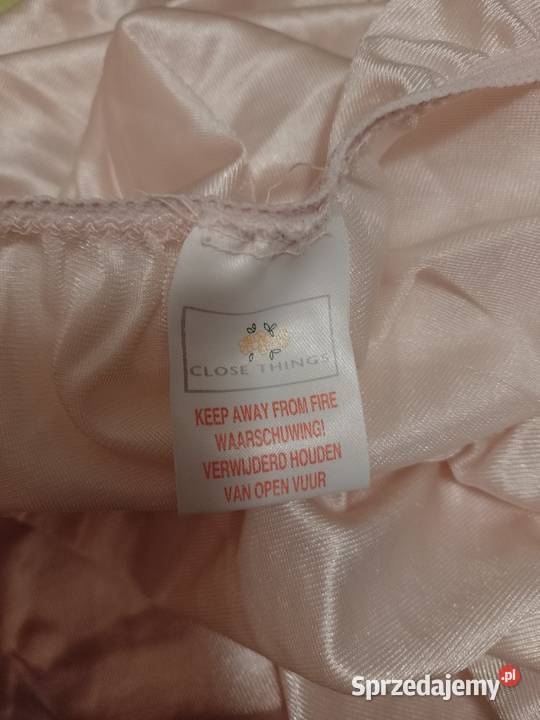 CLOSE THINGS
KEEP AWAY FROM FIRE
WAARSCHUWING!
VERWIJDERD HOUDEN
VAN OPEN VUUR
Sprzedajemy.pl